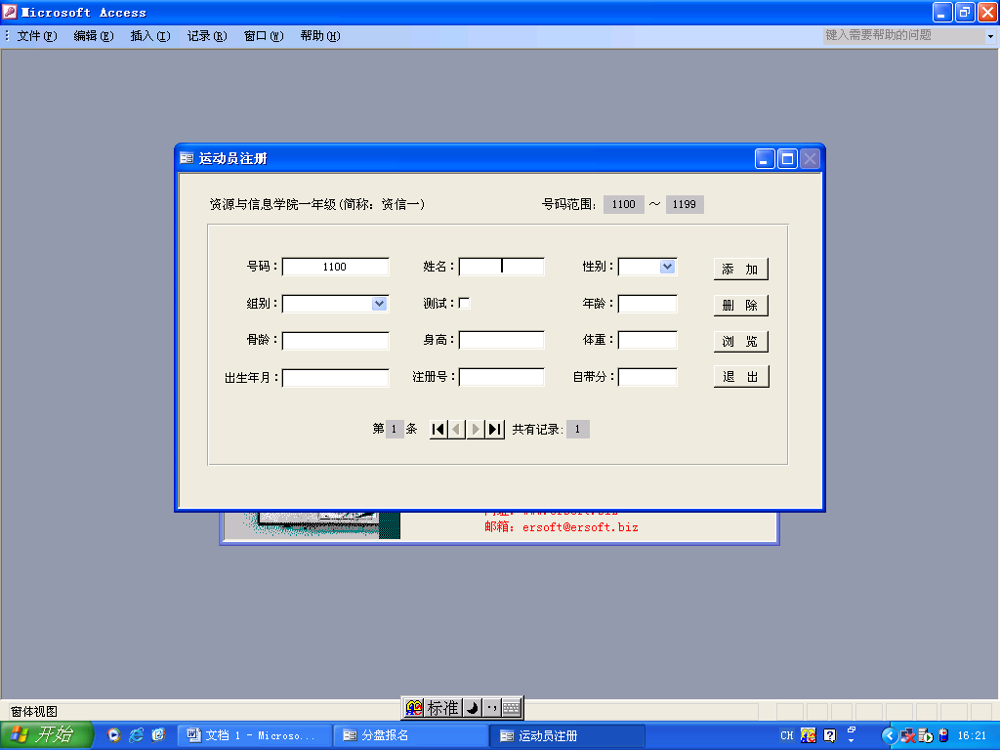 Microsoft Access
文件(F) 编辑(E) 插入(I) 记录(R) 窗口(W) 帮助(H) 键入需要帮助的问题
运动员注册
资源与信息学院一年级(简称：资信一) 号码范围： 1100 ～ 1199
号码： 1100 姓名： 性别： 添 加
组别： 测试： 年龄： 删 除
骨龄： 身高： 体重： 浏 览
出生年月： 注册号： 自带分： 退 出
第 1 条 共有记录： 1
邮箱：ersoft@ersoft.biz
窗体视图
标准
开始 文档 1 - Microso... 分盘报名 运动员注册 CH 16:21